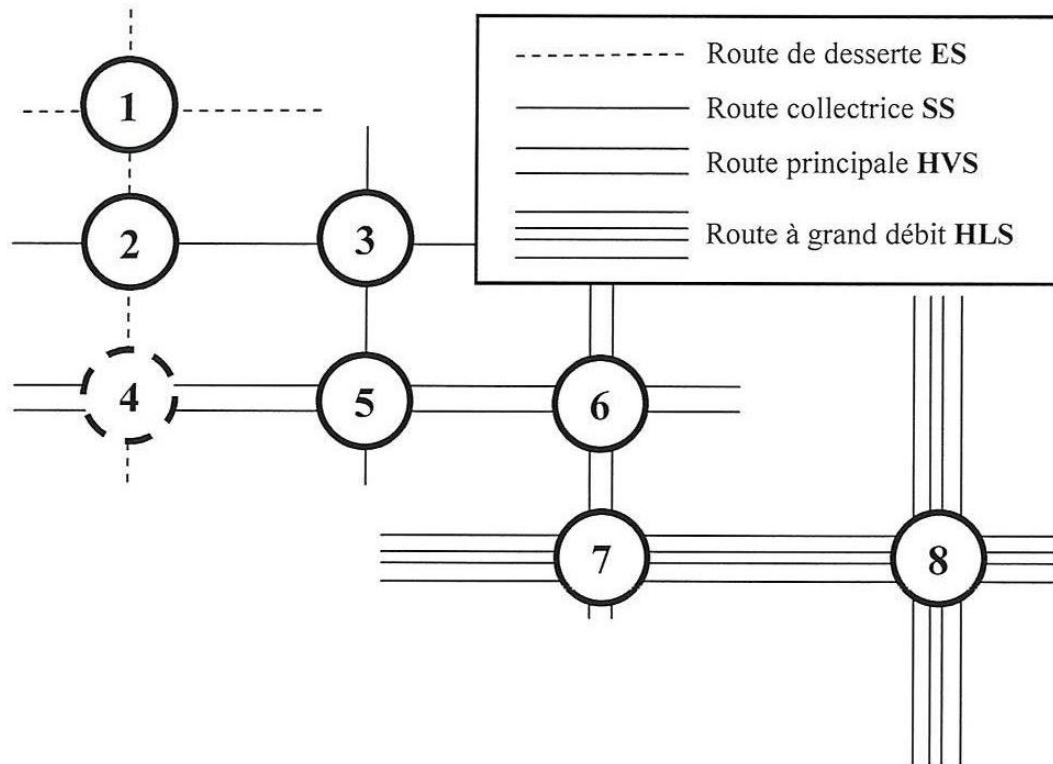 Route de desserte ES
1
Route collectrice SS
Route principale HVS
2
3
Route à grand débit HLS
4
5
6
7
8